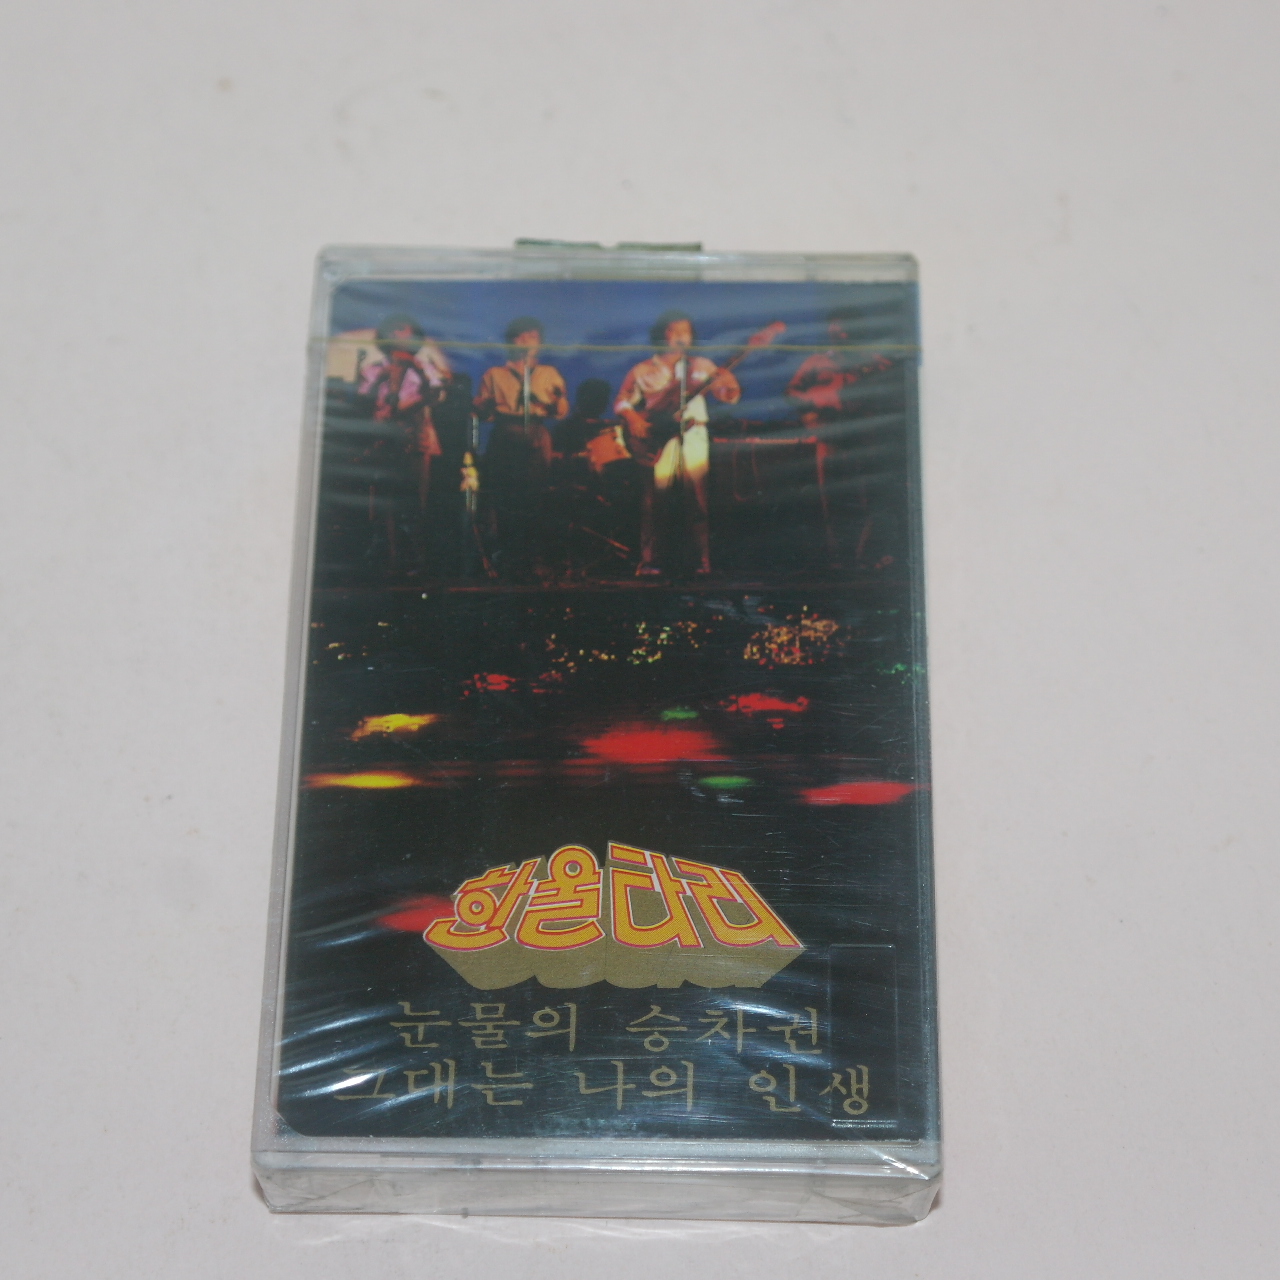 한울타리
눈물의 승차권
그대는 나의 인생